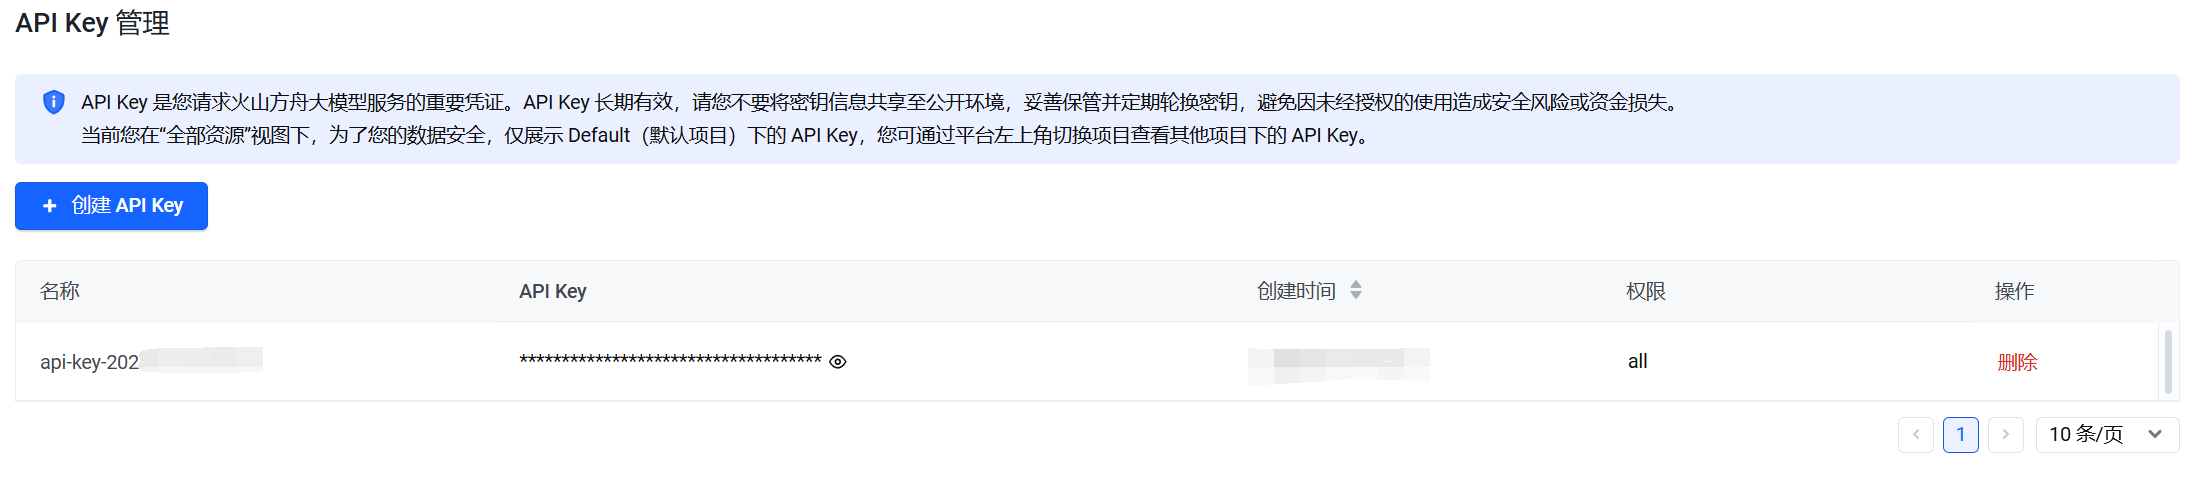 API Key 管理
API Key 是您请求火山方舟大模型服务的重要凭证。API Key 长期有效，请您不要将密钥信息共享至公开环境，妥善保管并定期轮换密钥，避免因未经授权的使用造成安全风险或资金损失。
当前您在“全部资源”视图下，为了您的数据安全，仅展示 Default（默认项目）下的 API Key，您可通过平台左上角切换项目查看其他项目下的 API Key。
+ 创建 API Key
名称 API Key 创建时间 权限 操作
api-key-202 ************************************ all 删除
1 10 条/页